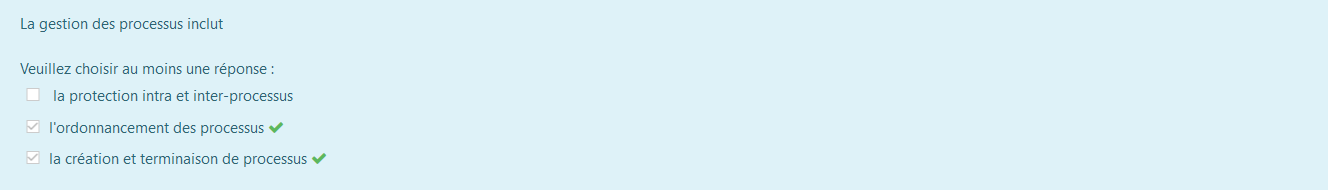 La gestion des processus inclut
Veuillez choisir au moins une réponse :
la protection intra et inter-processus
l'ordonnancement des processus
la création et terminaison de processus